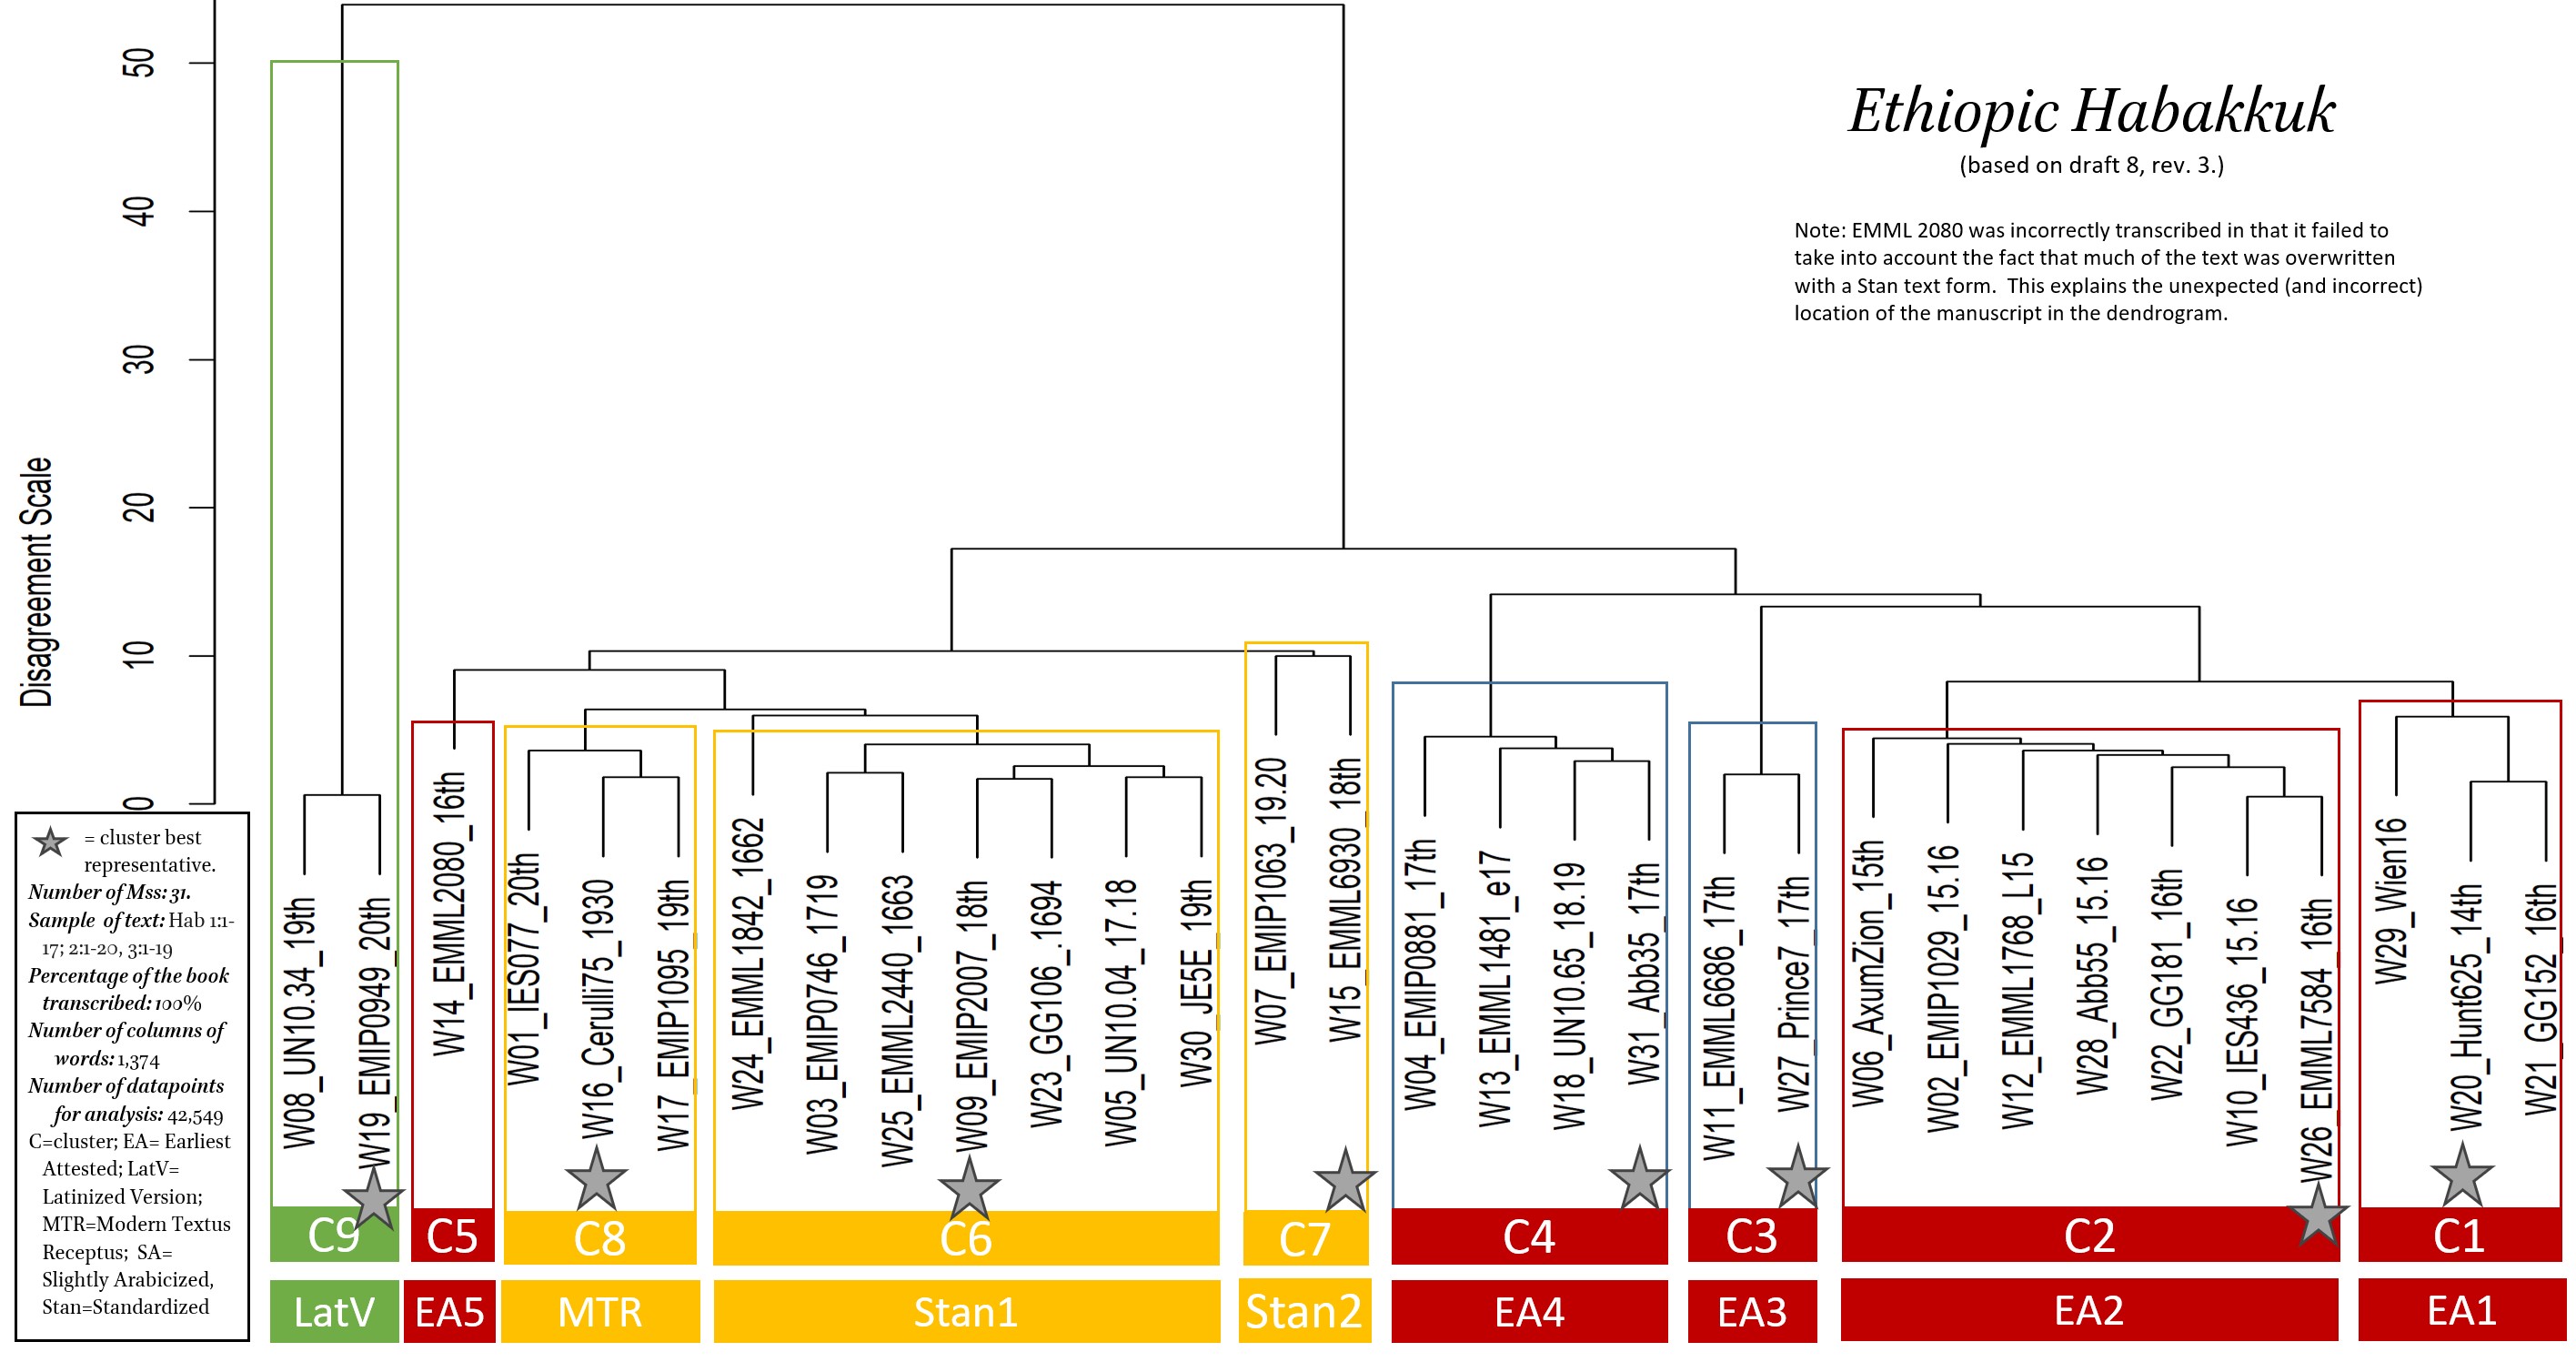 Ethiopic Habakkuk
(based on draft 8, rev. 3.)
Note: EMML 2080 was incorrectly transcribed in that it failed to
take into account the fact that much of the text was overwritten
with a Stan text form. This explains the unexpected (and incorrect)
location of the manuscript in the dendrogram.
Disagreement Scale
50
40
30
20
10
0
= cluster best
representative.
Number of Mss: 31.
Sample of text: Hab 1:1-
17; 2:1-20, 3:1-19
Percentage of the book
transcribed: 100%
Number of columns of
words: 1,374
Number of datapoints
for analysis: 42,549
C=cluster; EA= Earliest
Attested; LatV=
Latinized Version;
MTR=Modern Textus
Receptus; SA=
Slightly Arabicized,
Stan=Standardized
W08_UN10.34_19th
W19_EMIP0949_20th
W14_EMML2080_16th
W01_IES077_20th
W16_Cerulli75_1930
W17_EMIP1095_19th
W24_EMML1842_1662
W03_EMIP0746_1719
W25_EMML2440_1663
W09_EMIP2007_18th
W23_GG106_.1694
W05_UN10.04_17.18
W30_JE5E_19th
W07_EMIP1063_19.20
W15_EMML6930_18th
W04_EMIP0881_17th
W13_EMML1481_e17
W18_UN10.65_18.19
W31_Abb35_17th
W11_EMML6686_17th
W27_Prince7_17th
W06_AxumZion_15th
W02_EMIP1029_15.16
W12_EMML1768_L15
W28_Abb55_15.16
W22_GG181_16th
W10_IES436_15.16
W26_EMML7584_16th
W29_Wien16
W20_Hunt625_14th
W21_GG152_16th
C9
C5
C8
C6
C7
C4
C3
C2
C1
LatV
EA5
MTR
Stan1
Stan2
EA4
EA3
EA2
EA1